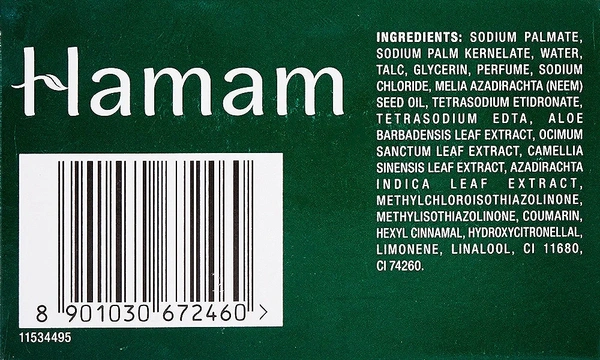 Hamam
8 901030 672460 >
11534495
INGREDIENTS: SODIUM PALMATE,
SODIUM PALM KERNELATE, WATER,
TALC, GLYCERIN, PERFUME, SODIUM
CHLORIDE, MELIA AZADIRACHTA (NEEM)
SEED OIL, TETRASODIUM ETIDRONATE,
TETRASODIUM EDTA, ALOE
BARBADENSIS LEAF EXTRACT, OCIMUM
SANCTUM LEAF EXTRACT, CAMELLIA
SINENSIS LEAF EXTRACT, AZADIRACHTA
INDICA LEAF EXTRACT,
METHYLCHLOROISOTHIAZOLINONE,
METHYLISOTHIAZOLINONE, COUMARIN,
HEXYL CINNAMAL, HYDROXYCITRONELLAL,
LIMONENE, LINALOOL, CI 11680,
CI 74260.